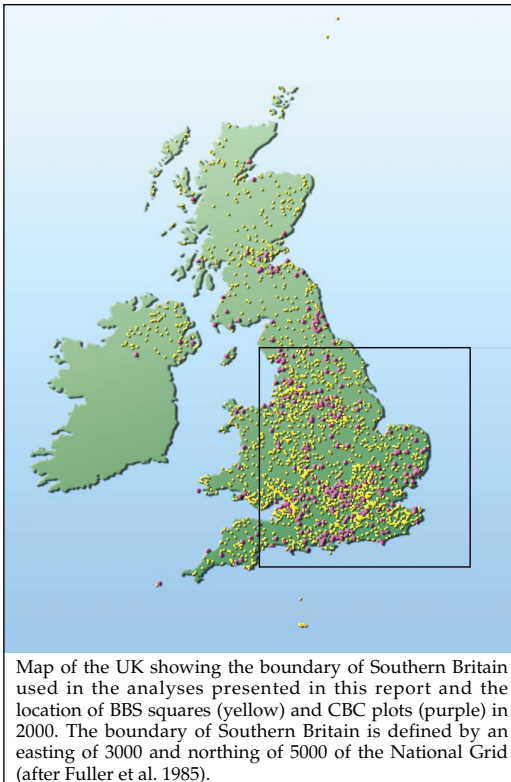 Map of the UK showing the boundary of Southern Britain
used in the analyses presented in this report and the
location of BBS squares (yellow) and CBC plots (purple) in
2000. The boundary of Southern Britain is defined by an
easting of 3000 and northing of 5000 of the National Grid
(after Fuller et al. 1985).